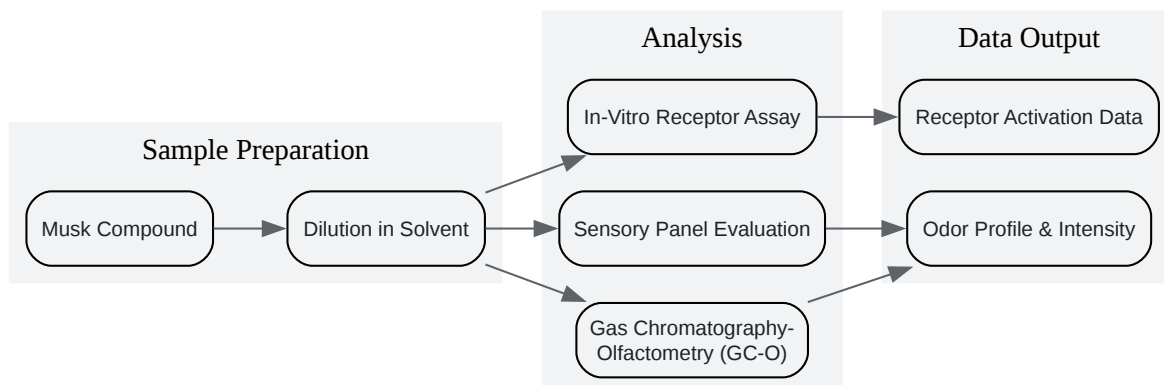 Sample Preparation
Musk Compound
Dilution in Solvent
Analysis
In-Vitro Receptor Assay
Sensory Panel Evaluation
Gas Chromatography-
Olfactometry (GC-O)
Data Output
Receptor Activation Data
Odor Profile & Intensity